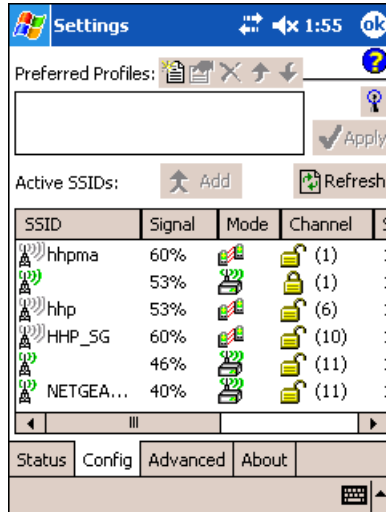 Settings 1:55 ok
Preferred Profiles:
?
Apply
Active SSIDs: Add Refresh
SSID Signal Mode Channel
hhpma 60% (1)
53% (1)
hhp 53% (6)
HHP_SG 60% (10)
46% (11)
NETGEA... 40% (11)
Status Config Advanced About